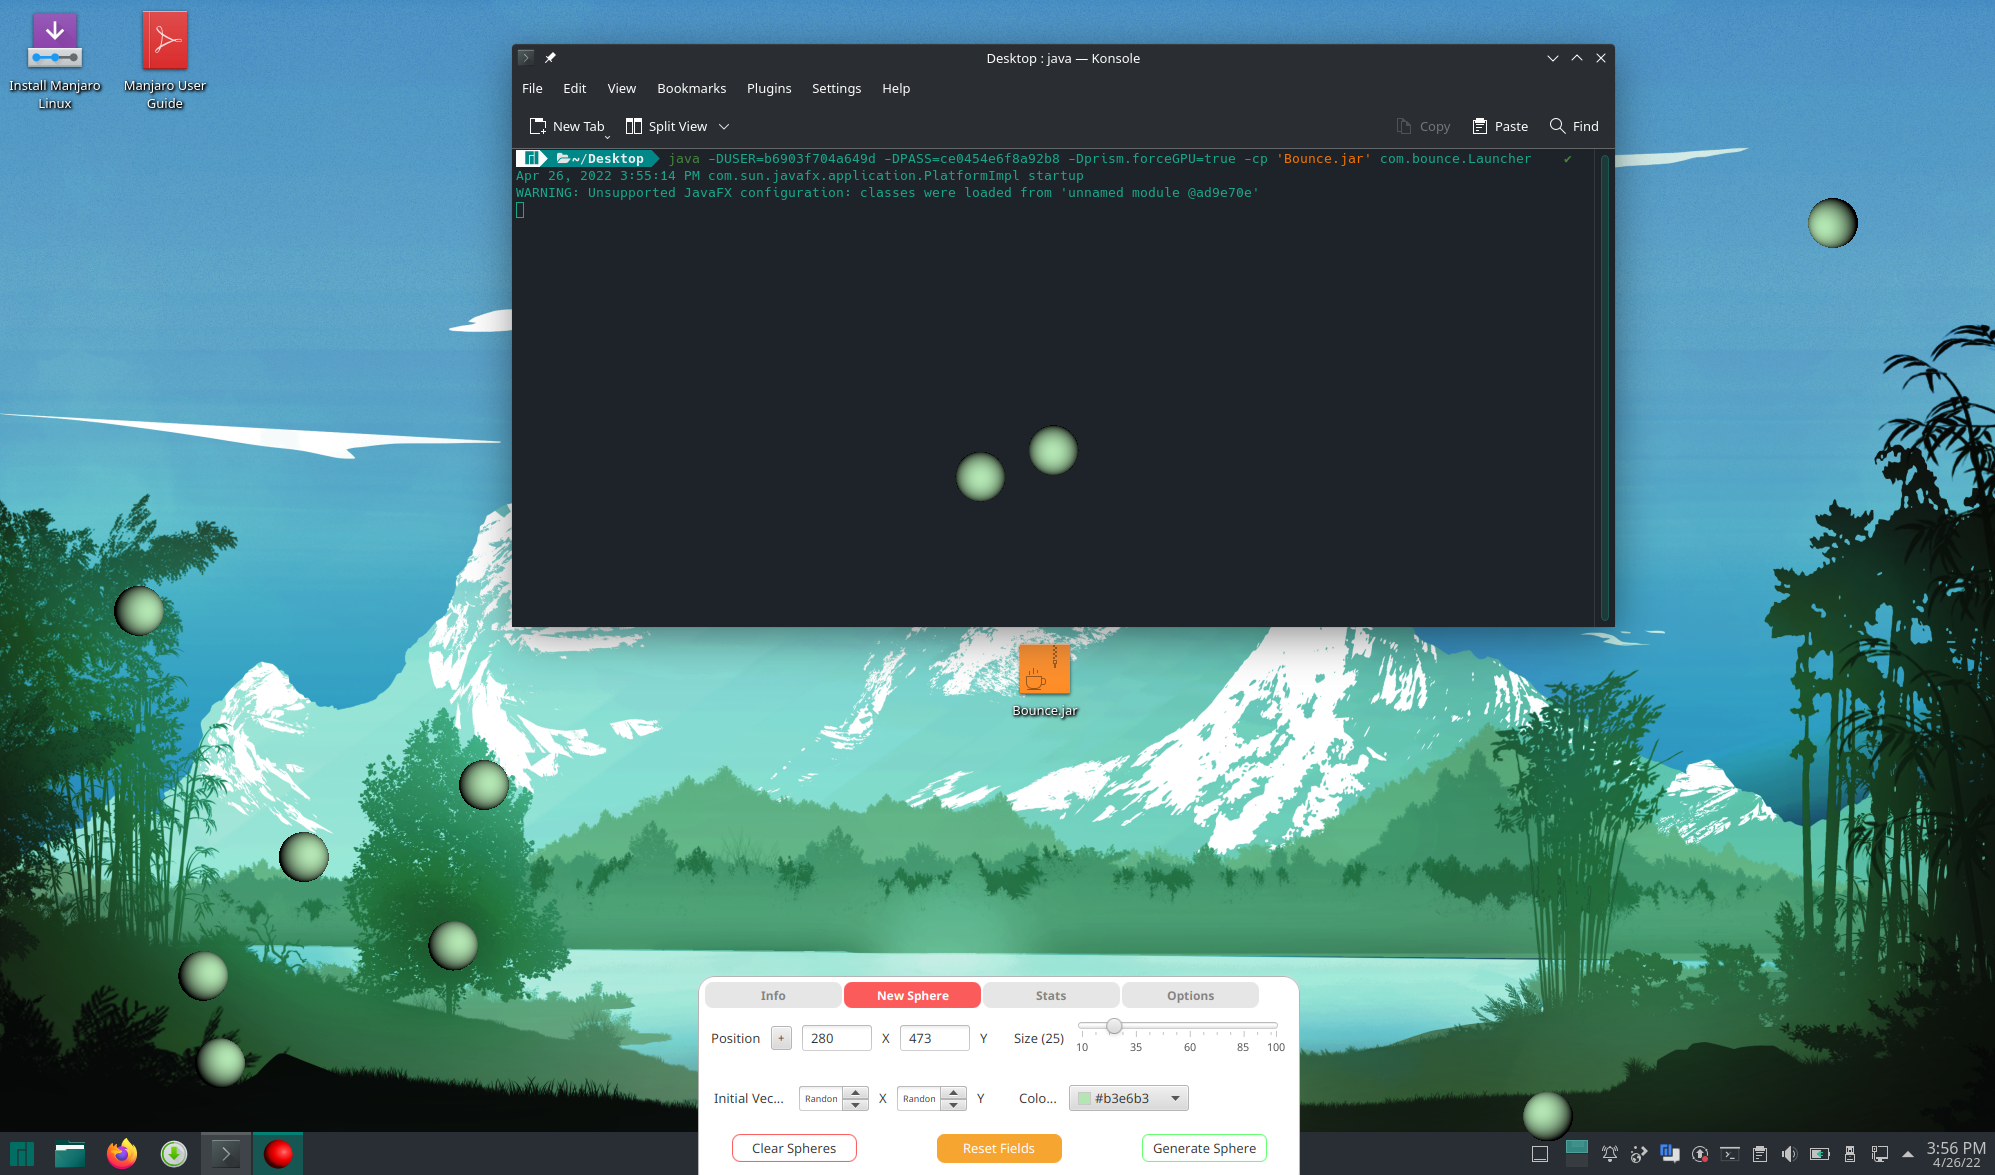 Install Manjaro
Linux
Manjaro User
Guide
Desktop : java — Konsole
File Edit View Bookmarks Plugins Settings Help
New Tab Split View Copy Paste Find
~/Desktop java -DUSER=b6903f704a649d -DPASS=ce0454e6f8a92b8 -Dprism.forceGPU=true -cp 'Bounce.jar' com.bounce.Launcher ✔
Apr 26, 2022 3:55:14 PM com.sun.javafx.application.PlatformImpl startup
WARNING: Unsupported JavaFX configuration: classes were loaded from 'unnamed module @ad9e70e'
Bounce.jar
Info New Sphere Stats Options
Position + 280 X 473 Y Size (25)
10 35 60 85 100
Initial Vec... Randon X Randon Y Colo... #b3e6b3
Clear Spheres Reset Fields Generate Sphere
3:56 PM
4/26/22